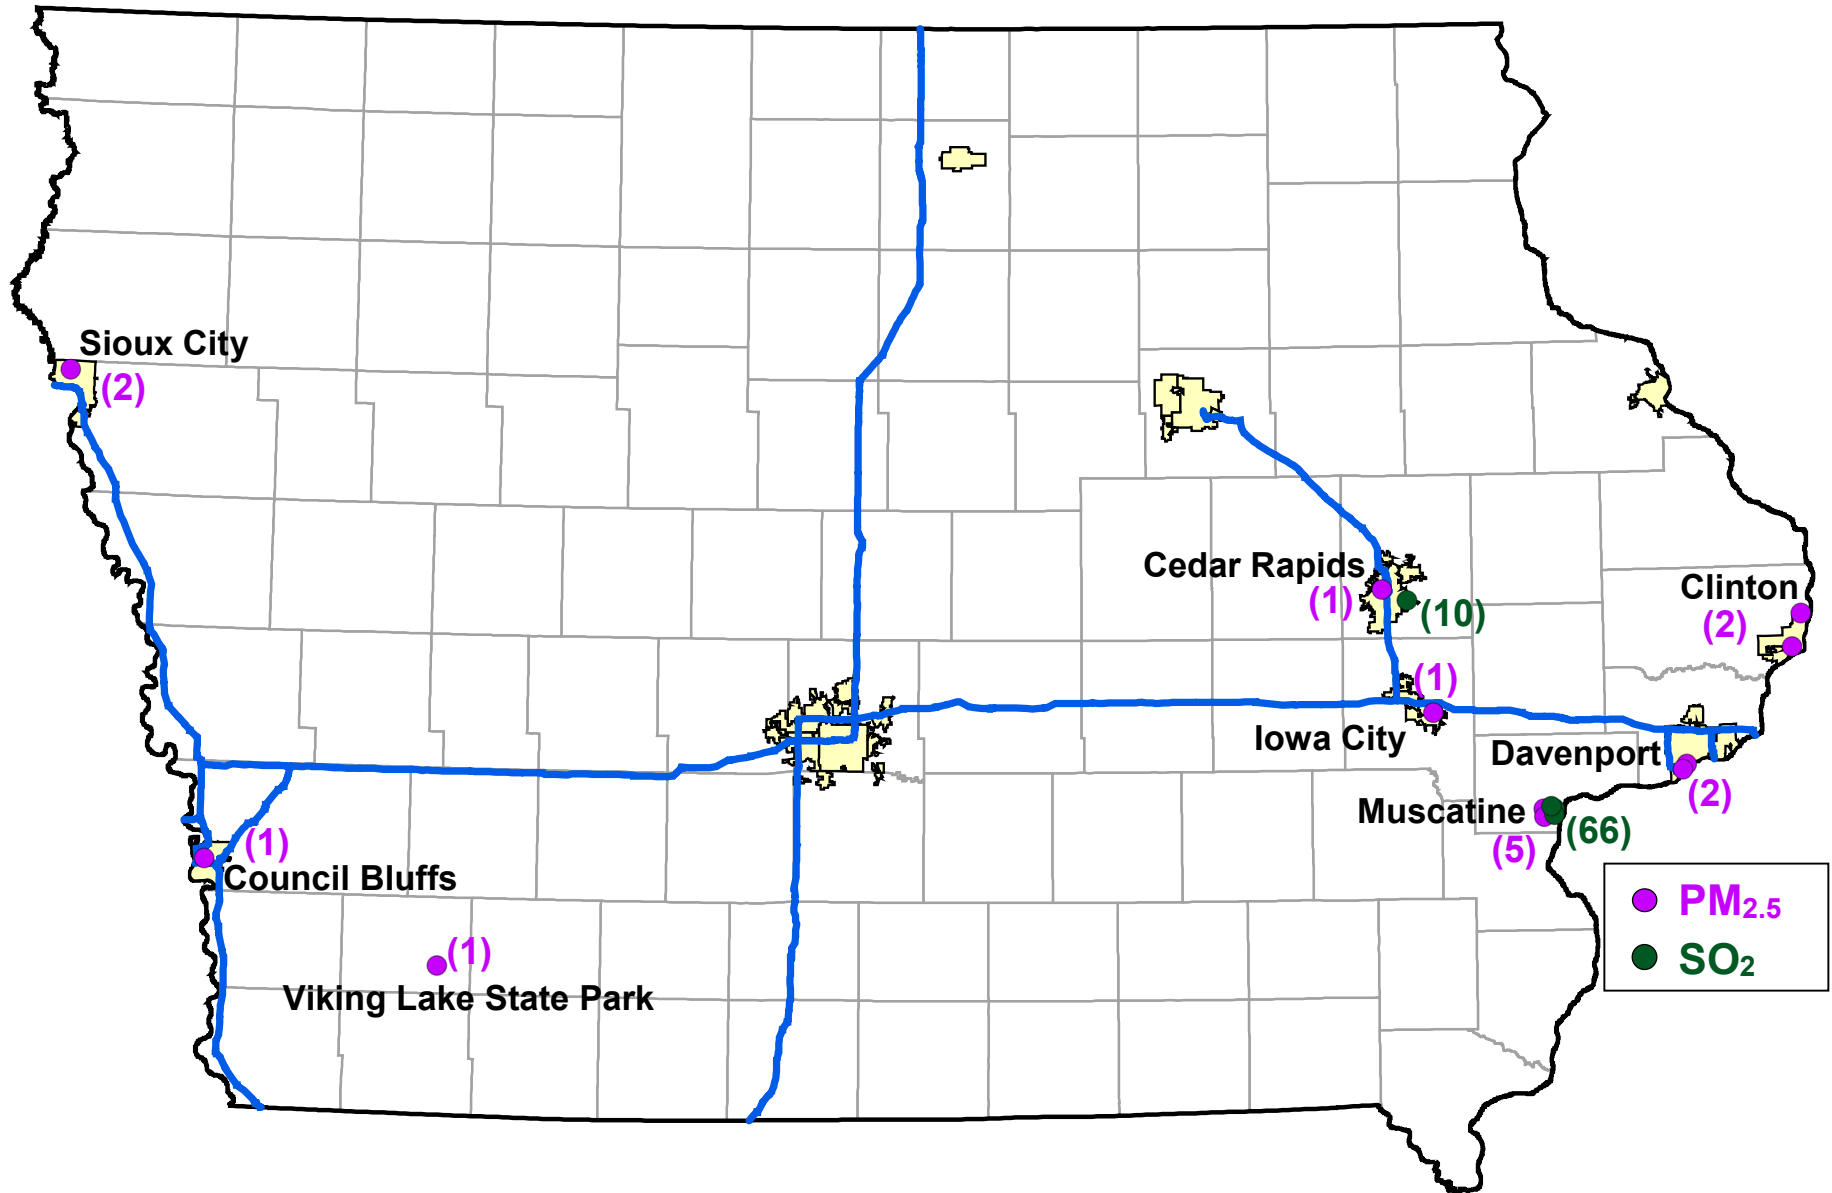 Sioux City
(2)
Cedar Rapids
(1)
(10)
Clinton
(2)
(1)
Iowa City
Davenport
(2)
Muscatine
(66)
(5)
(1)
Council Bluffs
(1)
Viking Lake State Park
PM2.5
SO2